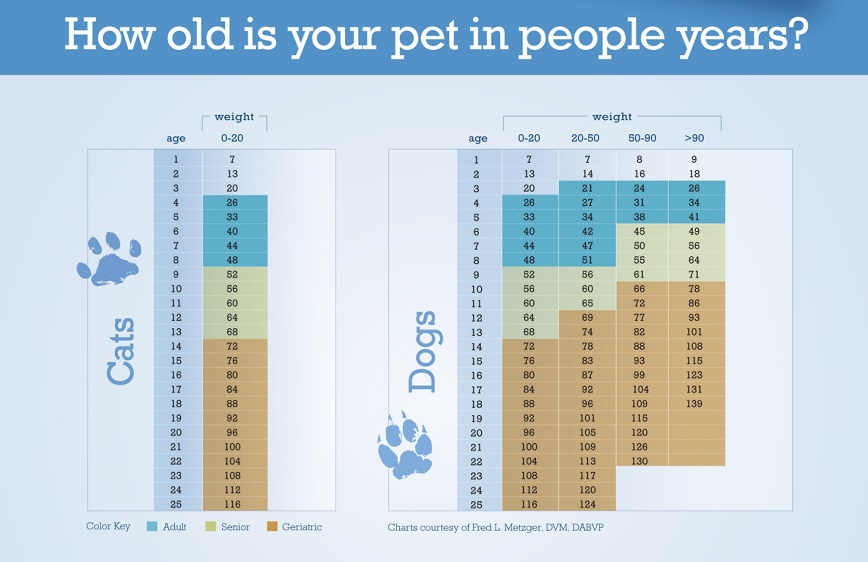 How old is your pet in people years?
weight
age 0-20
1 7
2 13
3 20
4 26
5 33
6 40
7 44
8 48
9 52
10 56
11 60
12 64
13 68
14 72
15 76
16 80
17 84
18 88
19 92
20 96
21 100
22 104
23 108
24 112
25 116
Cats
Color Key Adult Senior Geriatric
weight
age 0-20 20-50 50-90 >90
1 7 7 8 9
2 13 14 16 18
3 20 21 24 26
4 26 27 31 34
5 33 34 38 41
6 40 42 45 49
7 44 47 50 56
8 48 51 55 64
9 52 56 61 71
10 56 60 66 78
11 60 65 72 86
12 64 69 77 93
13 68 74 82 101
14 72 78 88 108
15 76 83 93 115
16 80 87 99 123
17 84 92 104 131
18 88 96 109 139
19 92 101 115
20 96 105 120
21 100 109 126
22 104 113 130
23 108 117
24 112 120
25 116 124
Dogs
Charts courtesy of Fred L. Metzger, DVM, DABVP